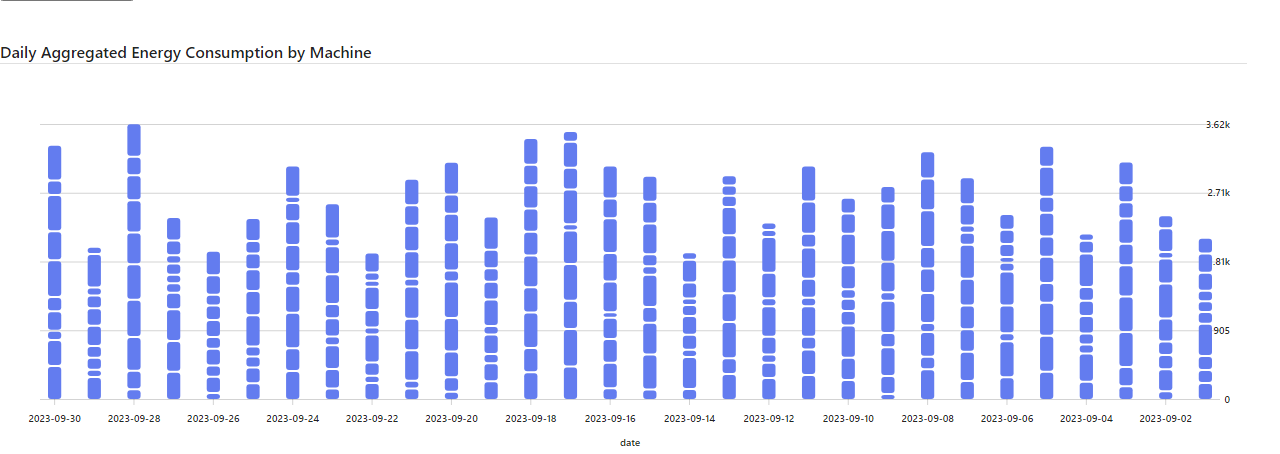 Daily Aggregated Energy Consumption by Machine
3.62k
2.71k
.81k
905
0
2023-09-30 2023-09-28 2023-09-26 2023-09-24 2023-09-22 2023-09-20 2023-09-18 2023-09-16 2023-09-14 2023-09-12 2023-09-10 2023-09-08 2023-09-06 2023-09-04 2023-09-02
date